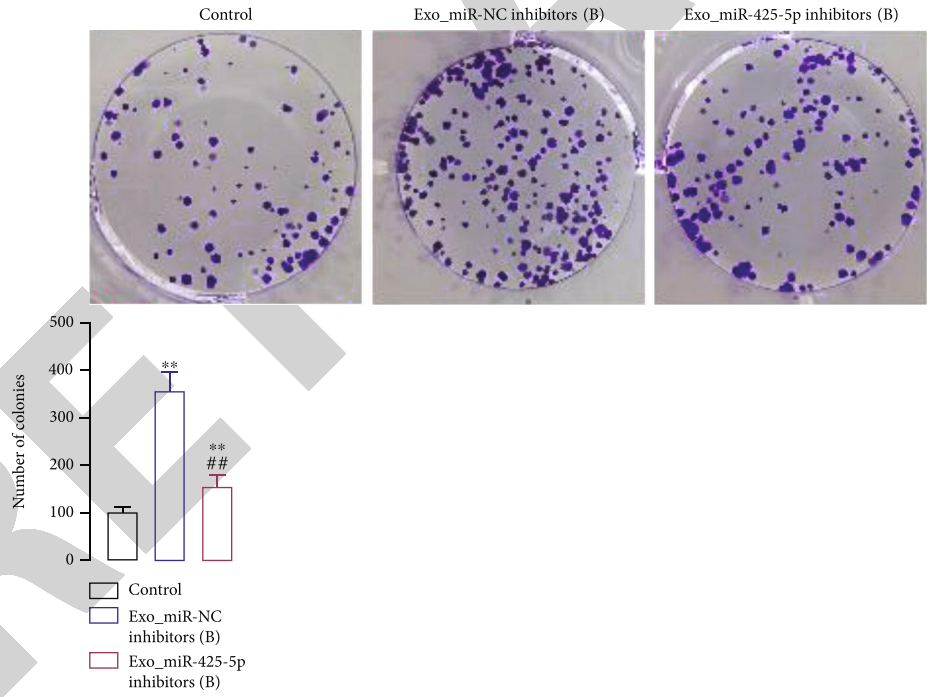 Control
Exo_miR-NC inhibitors (B)
Exo_miR-425-5p inhibitors (B)
500
400
300
200
100
0
Number of colonies
**
**
##
Control
Exo_miR-NC
inhibitors (B)
Exo_miR-425-5p
inhibitors (B)